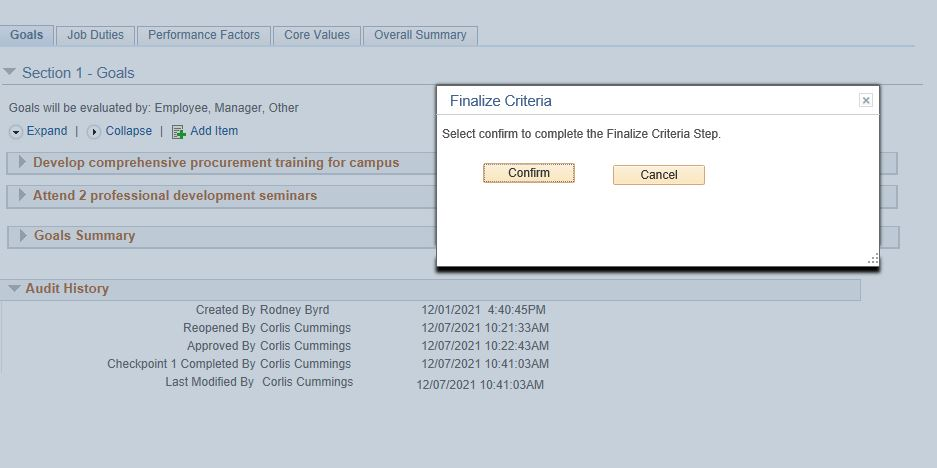 Goals Job Duties Performance Factors Core Values Overall Summary
Section 1 - Goals
Goals will be evaluated by: Employee, Manager, Other
Expand | Collapse | Add Item
Develop comprehensive procurement training for campus
Attend 2 professional development seminars
Goals Summary
Finalize Criteria
Select confirm to complete the Finalize Criteria Step.
Confirm Cancel
Audit History
Created By Rodney Byrd 12/01/2021 4:40:45PM
Reopened By Corlis Cummings 12/07/2021 10:21:33AM
Approved By Corlis Cummings 12/07/2021 10:22:43AM
Checkpoint 1 Completed By Corlis Cummings 12/07/2021 10:41:03AM
Last Modified By Corlis Cummings 12/07/2021 10:41:03AM